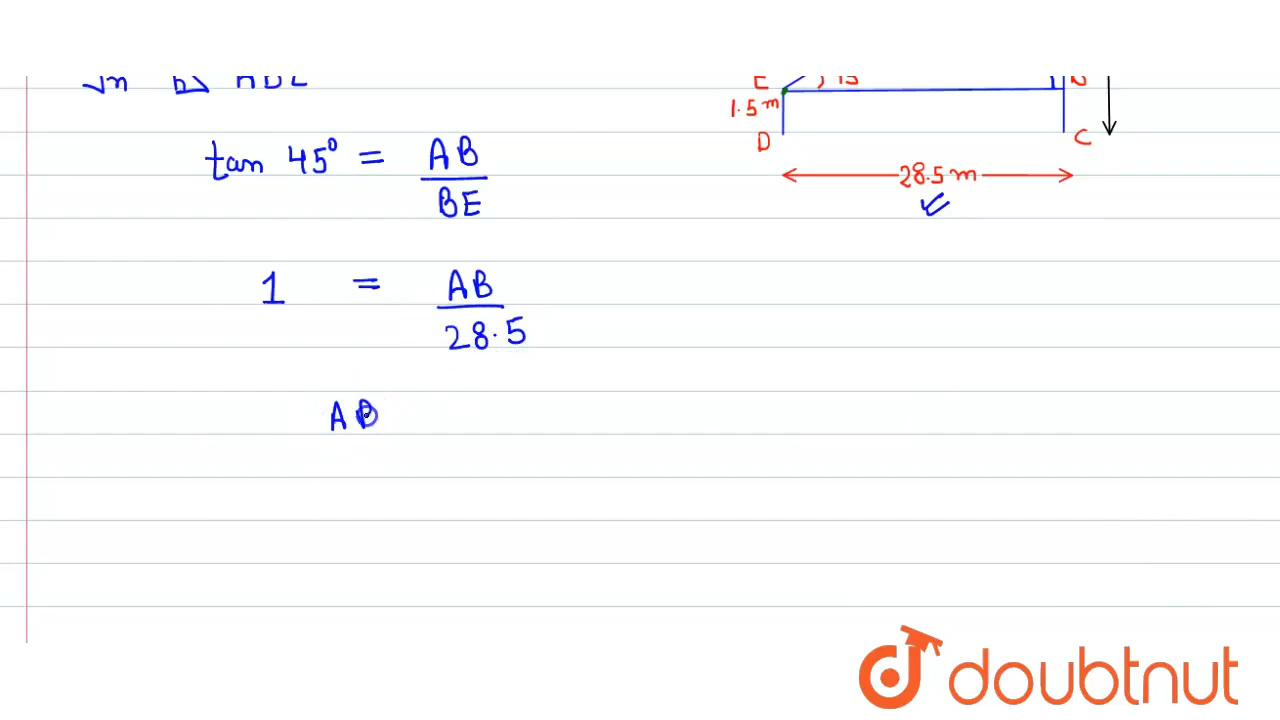 1.5 m
D
C
28.5 m
tan 45° = AB
BE
1 = AB
28.5
AB
doubtnut